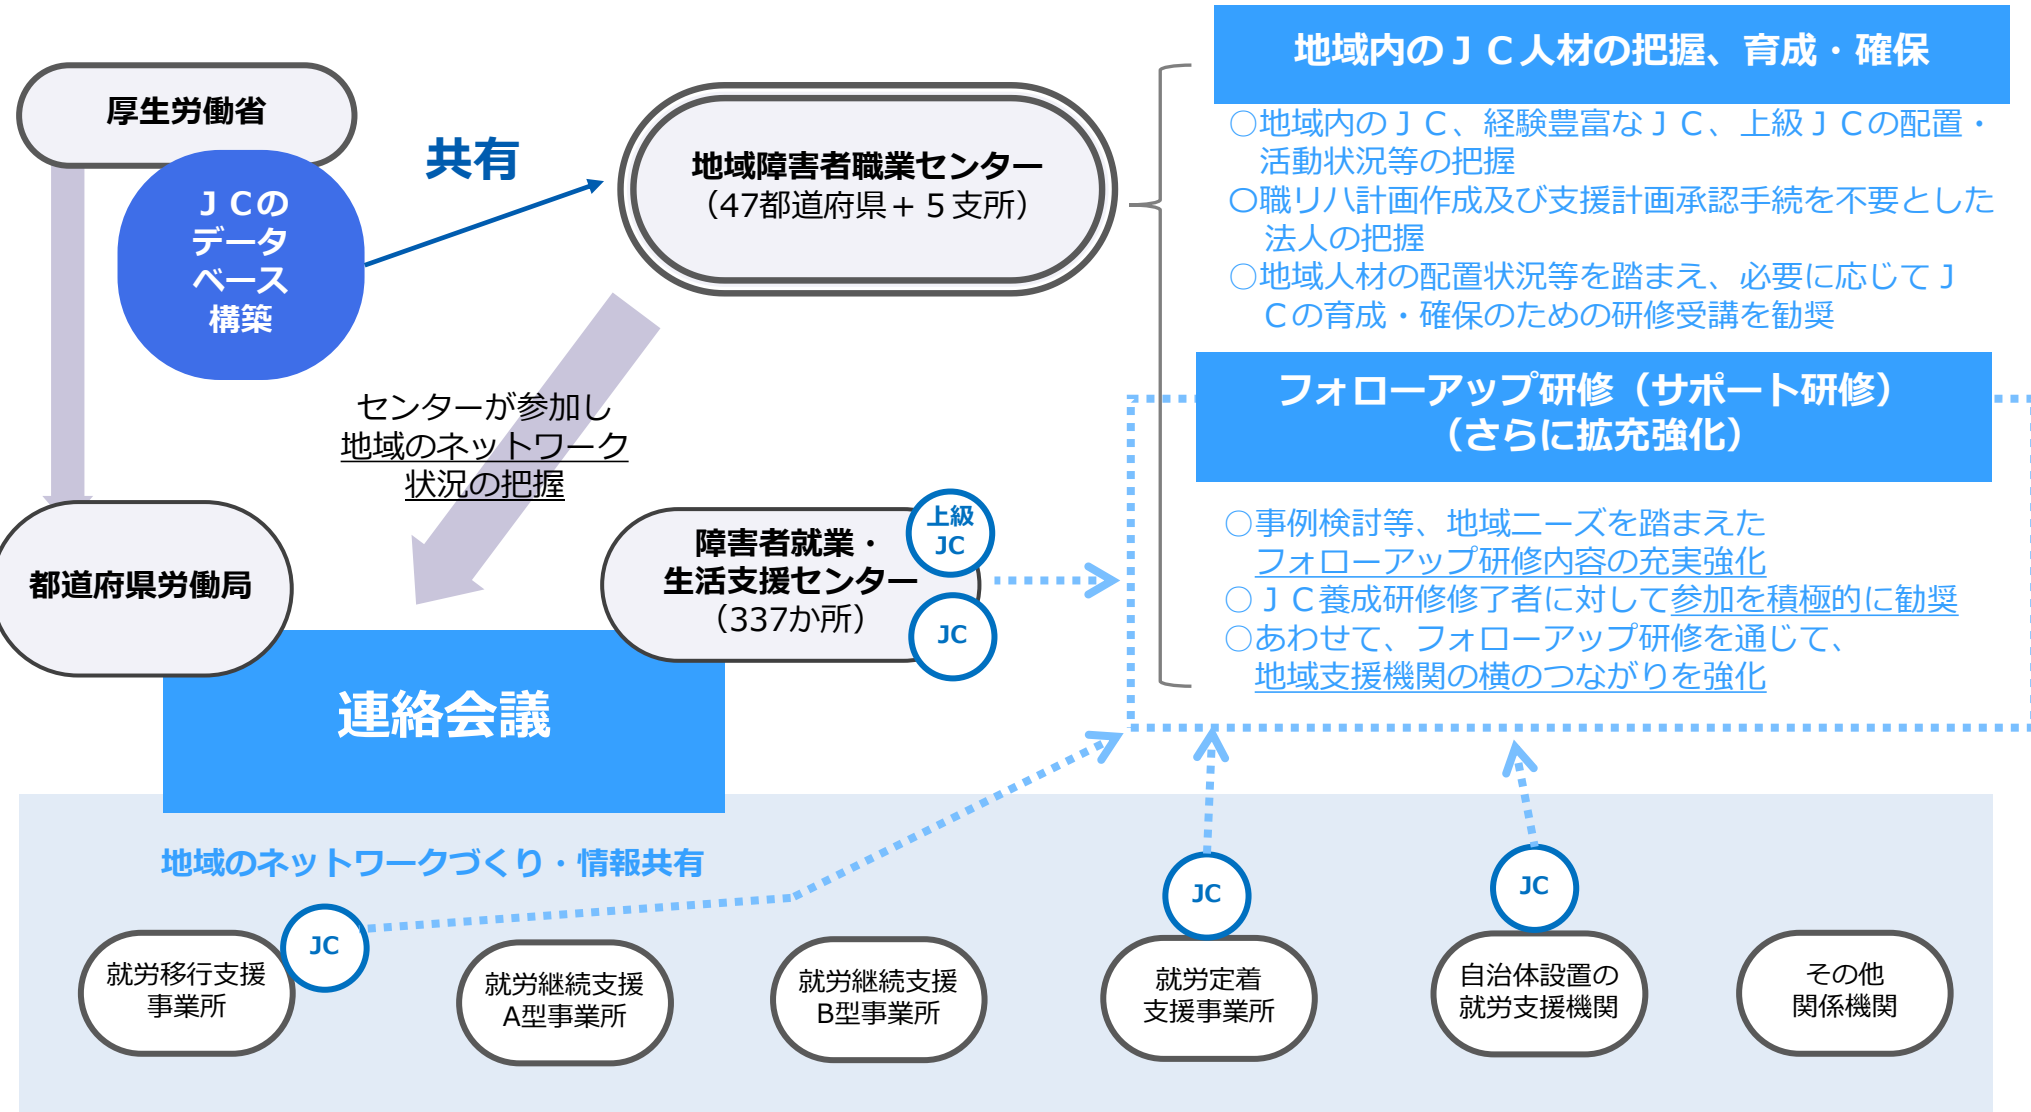 厚生労働省
ＪＣの
データ
ベース
構築
共有
地域障害者職業センター
（47都道府県＋５支所）
地域内のＪＣ人材の把握、育成・確保
○地域内のＪＣ、経験豊富なＪＣ、上級ＪＣの配置・
活動状況等の把握
○職リハ計画作成及び支援計画承認手続を不要とした
法人の把握
○地域人材の配置状況等を踏まえ、必要に応じてＪ
Ｃの育成・確保のための研修受講を勧奨
フォローアップ研修（サポート研修）
（さらに拡充強化）
○事例検討等、地域ニーズを踏まえた
フォローアップ研修内容の充実強化
○ＪＣ養成研修修了者に対して参加を積極的に勧奨
○あわせて、フォローアップ研修を通じて、
地域支援機関の横のつながりを強化
センターが参加し
地域のネットワーク
状況の把握
都道府県労働局
障害者就業・
生活支援センター
（337か所）
上級
JC
JC
連絡会議
地域のネットワークづくり・情報共有
就労移行支援
事業所
JC
就労継続支援
A型事業所
就労継続支援
B型事業所
JC
就労定着
支援事業所
JC
自治体設置の
就労支援機関
その他
関係機関